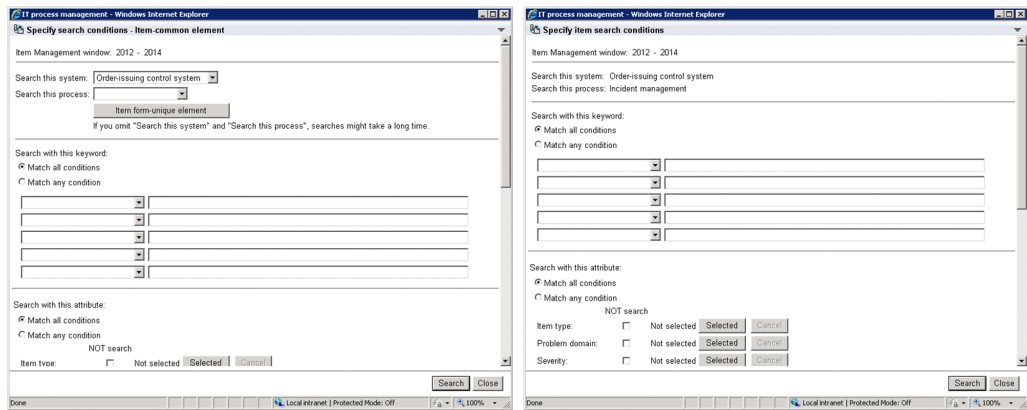 IT process management - Windows Internet Explorer
Specify search conditions - Item-common element
Item Management window: 2012 - 2014
Search this system: Order-issuing control system
Search this process:
Item form-unique element
If you omit "Search this system" and "Search this process", searches might take a long time.
Search with this keyword:
Match all conditions
Match any condition
Search with this attribute:
Match all conditions
Match any condition
NOT search
Item type: Not selected Selected Cancel
Search Close
Done Local intranet | Protected Mode: Off 100%
IT process management - Windows Internet Explorer
Specify item search conditions
Item Management window: 2012 - 2014
Search this system: Order-issuing control system
Search this process: Incident management
Search with this keyword:
Match all conditions
Match any condition
Search with this attribute:
Match all conditions
Match any condition
NOT search
Item type: Not selected Selected Cancel
Problem domain: Not selected Selected Cancel
Severity: Not selected Selected Cancel
Search Close
Done Local intranet | Protected Mode: Off 100%